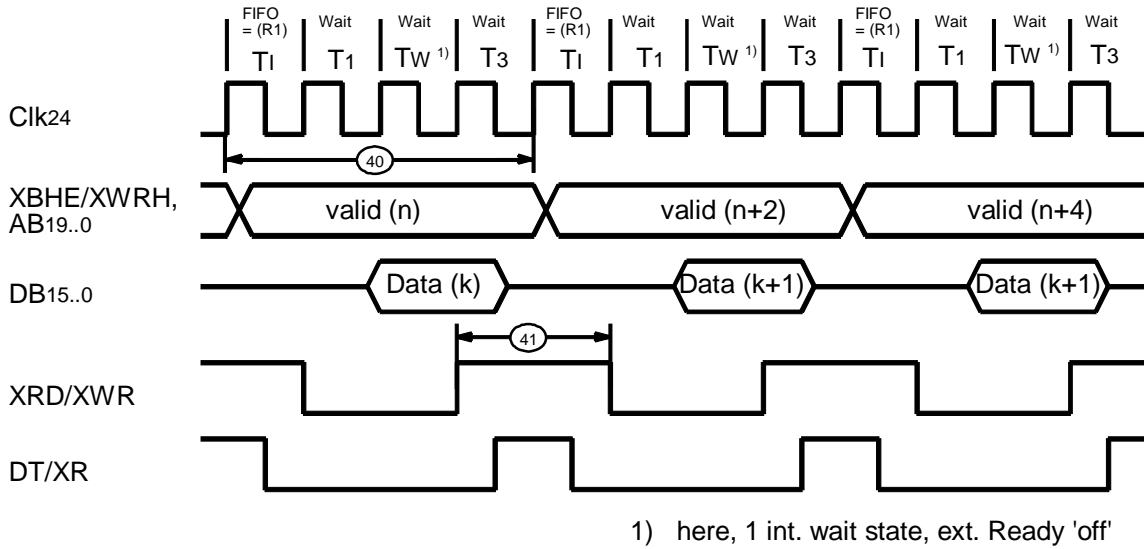 FIFO Wait Wait Wait FIFO Wait Wait Wait FIFO Wait Wait Wait
= (R1) = (R1) = (R1)
TI T1 TW 1) T3 TI T1 TW 1) T3 TI T1 TW 1) T3
Clk24
40
XBHE/XWRH,
AB19..0
valid (n) valid (n+2) valid (n+4)
DB15..0 Data (k) Data (k+1) Data (k+1)
41
XRD/XWR
DT/XR
1) here, 1 int. wait state, ext. Ready 'off'